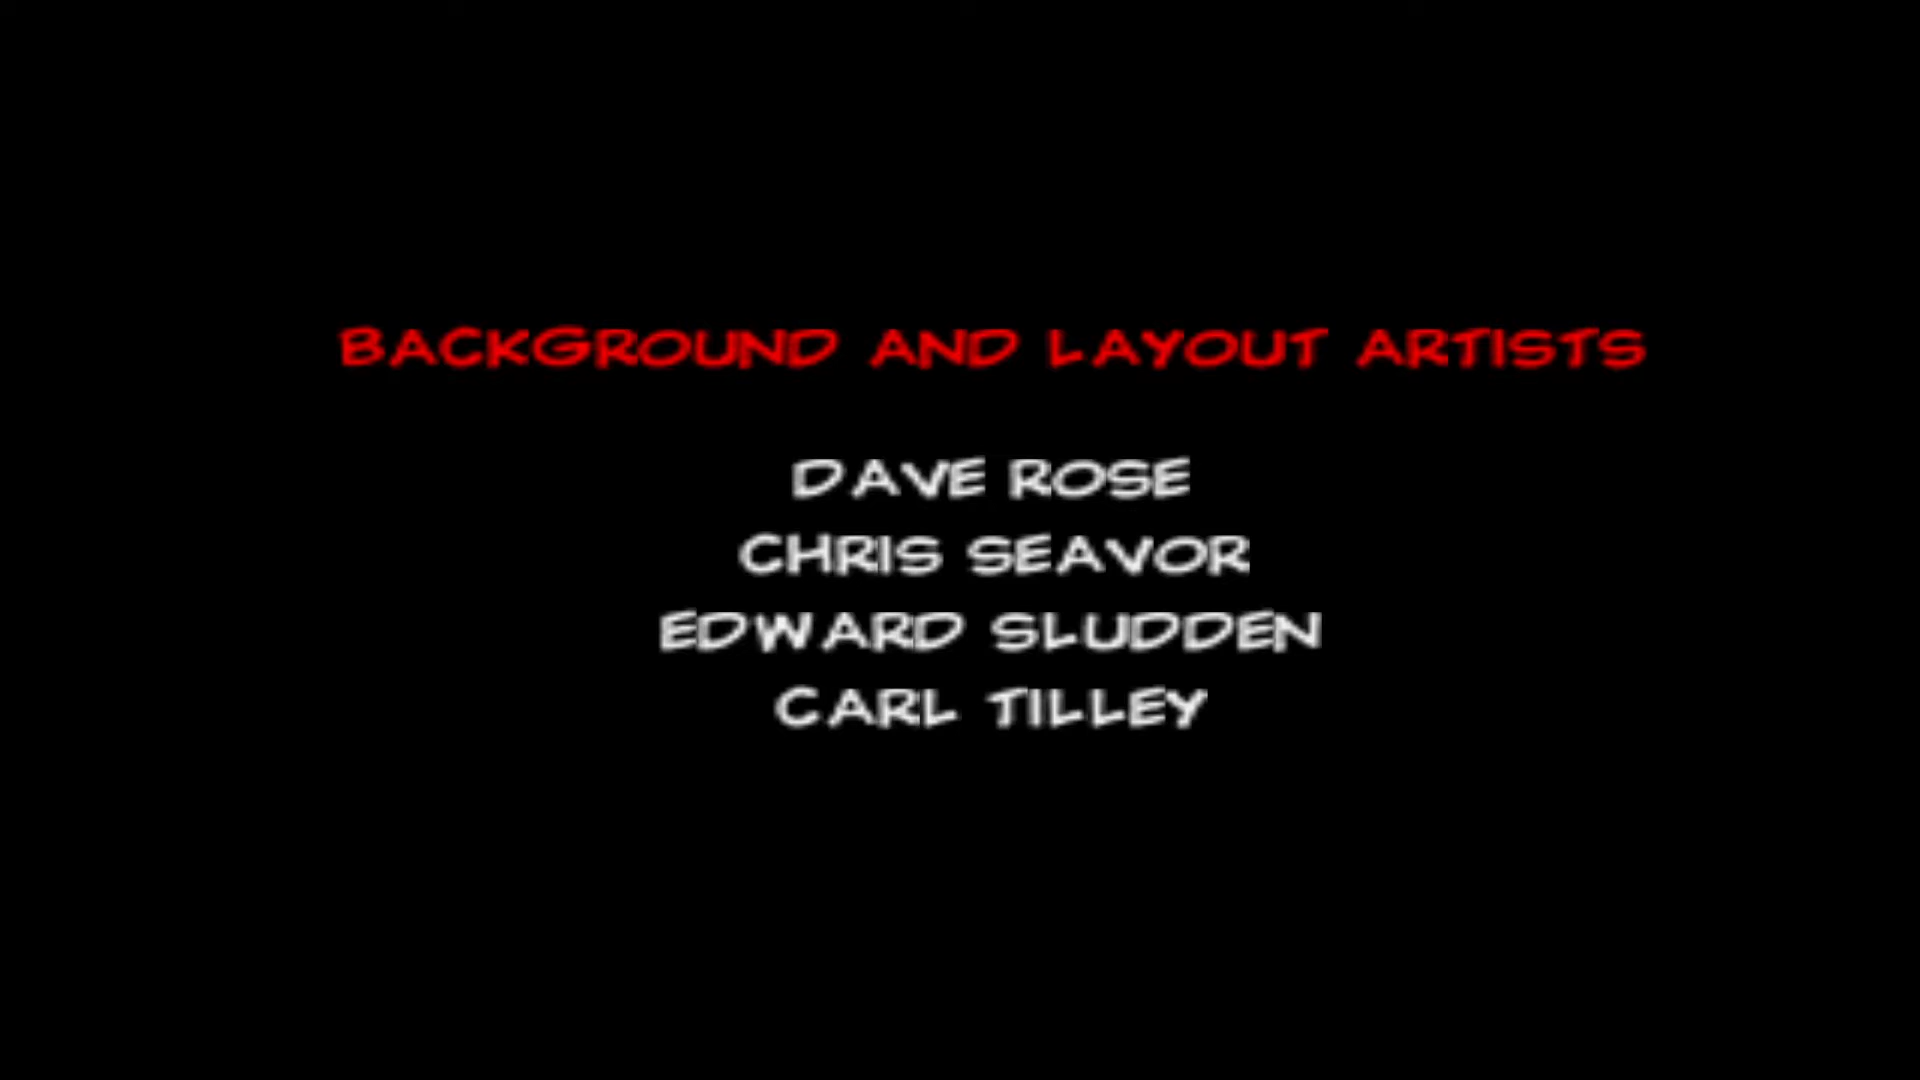 BACKGROUND AND LAYOUT ARTISTS
DAVE ROSE
CHRIS SEAVOR
EDWARD SLUDDEN
CARL TILLEY